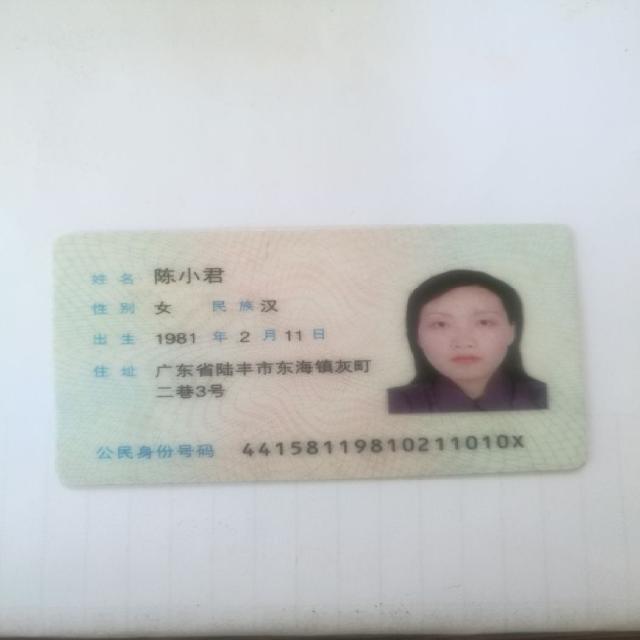 姓名 陈小君
性别 女 民族 汉
出生 1981 年 2 月 11 日
住址 广东省陆丰市东海镇灰町
二巷3号
公民身份号码 44158119810211010X